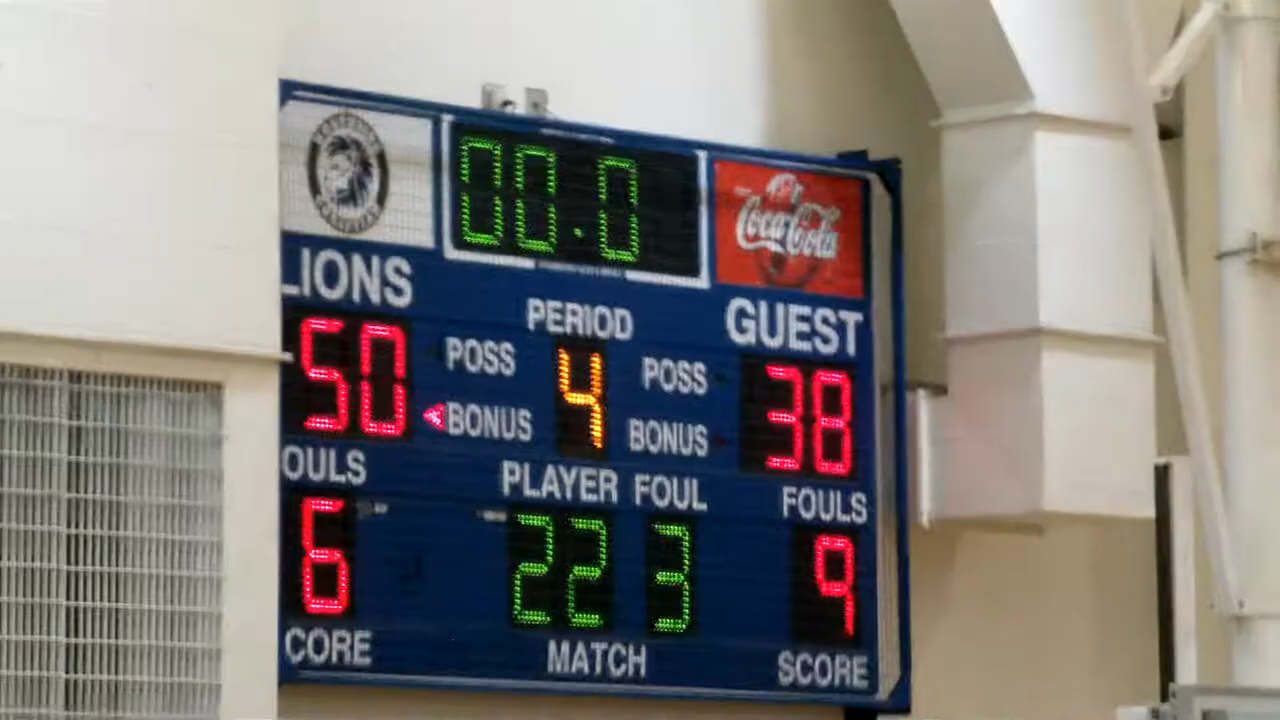 00.0
Coca-Cola
LIONS
PERIOD
GUEST
50
POSS
4
POSS
38
BONUS
BONUS
OULS
PLAYER FOUL
FOULS
6
22
3
9
CORE
MATCH
SCORE